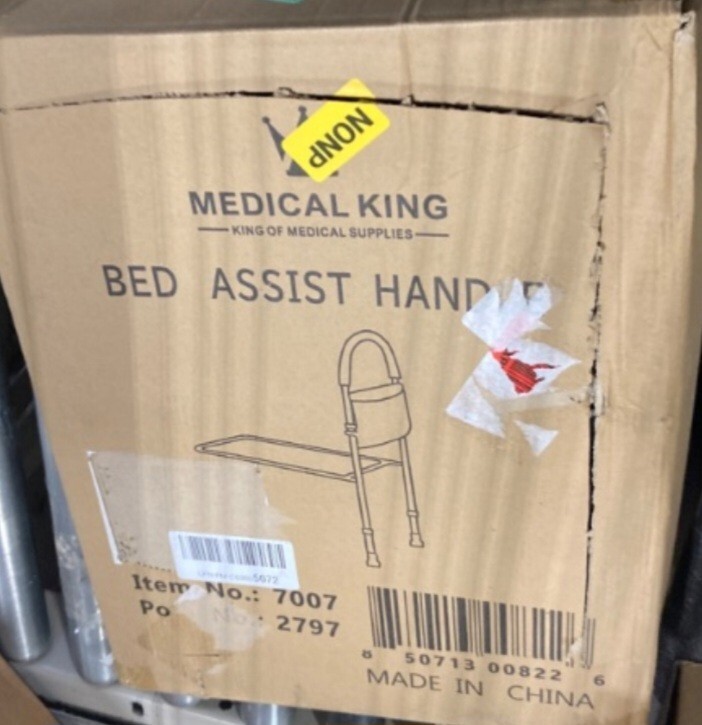 NONP
MEDICAL KING
KING OF MEDICAL SUPPLIES
BED ASSIST HANDLE
Item No.: 7007
Po No.: 2797
8 50713 00822 6
MADE IN CHINA